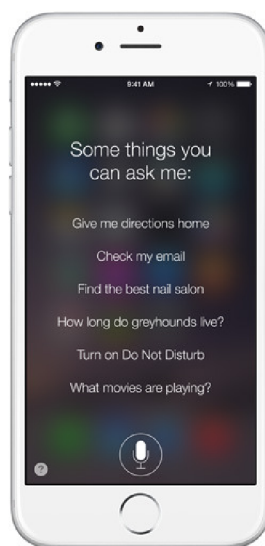 9:41 AM
100%
Some things you
can ask me:
Give me directions home
Check my email
Find the best nail salon
How long do greyhounds live?
Turn on Do Not Disturb
What movies are playing?
?